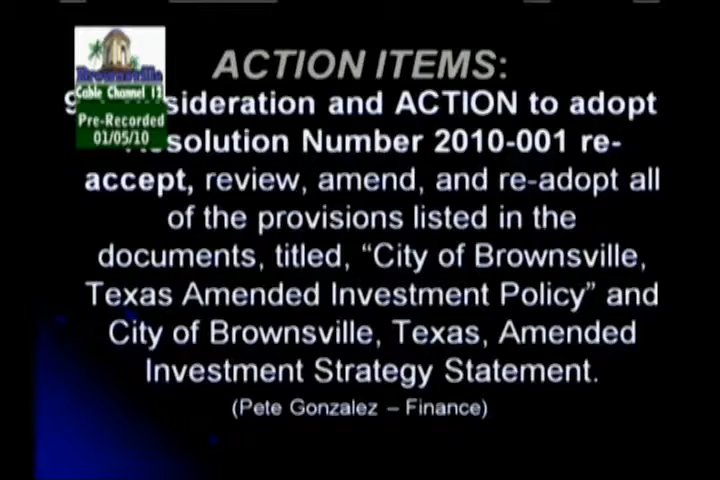 ACTION ITEMS:
Brownsville
Cable Channel 12
Pre-Recorded
01/05/10
sideration and ACTION to adopt
solution Number 2010-001 re-
accept, review, amend, and re-adopt all
of the provisions listed in the
documents, titled, “City of Brownsville,
Texas Amended Investment Policy” and
City of Brownsville, Texas, Amended
Investment Strategy Statement.
(Pete Gonzalez – Finance)